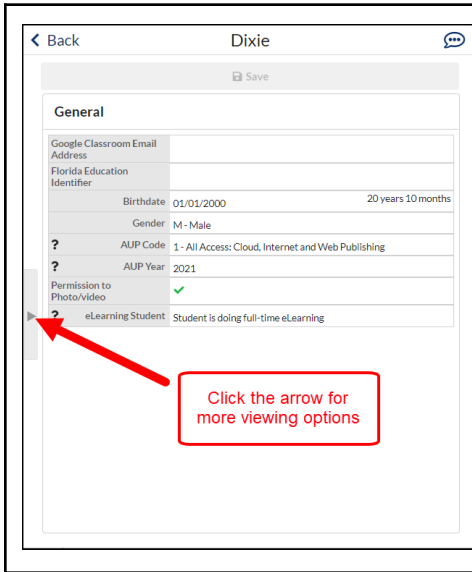 Back
Dixie
Save
General
Google Classroom Email
Address
Florida Education
Identifier
Birthdate 01/01/2000 20 years 10 months
Gender M - Male
? AUP Code 1 - All Access: Cloud, Internet and Web Publishing
? AUP Year 2021
Permission to
Photo/video
? eLearning Student Student is doing full-time eLearning
Click the arrow for
more viewing options